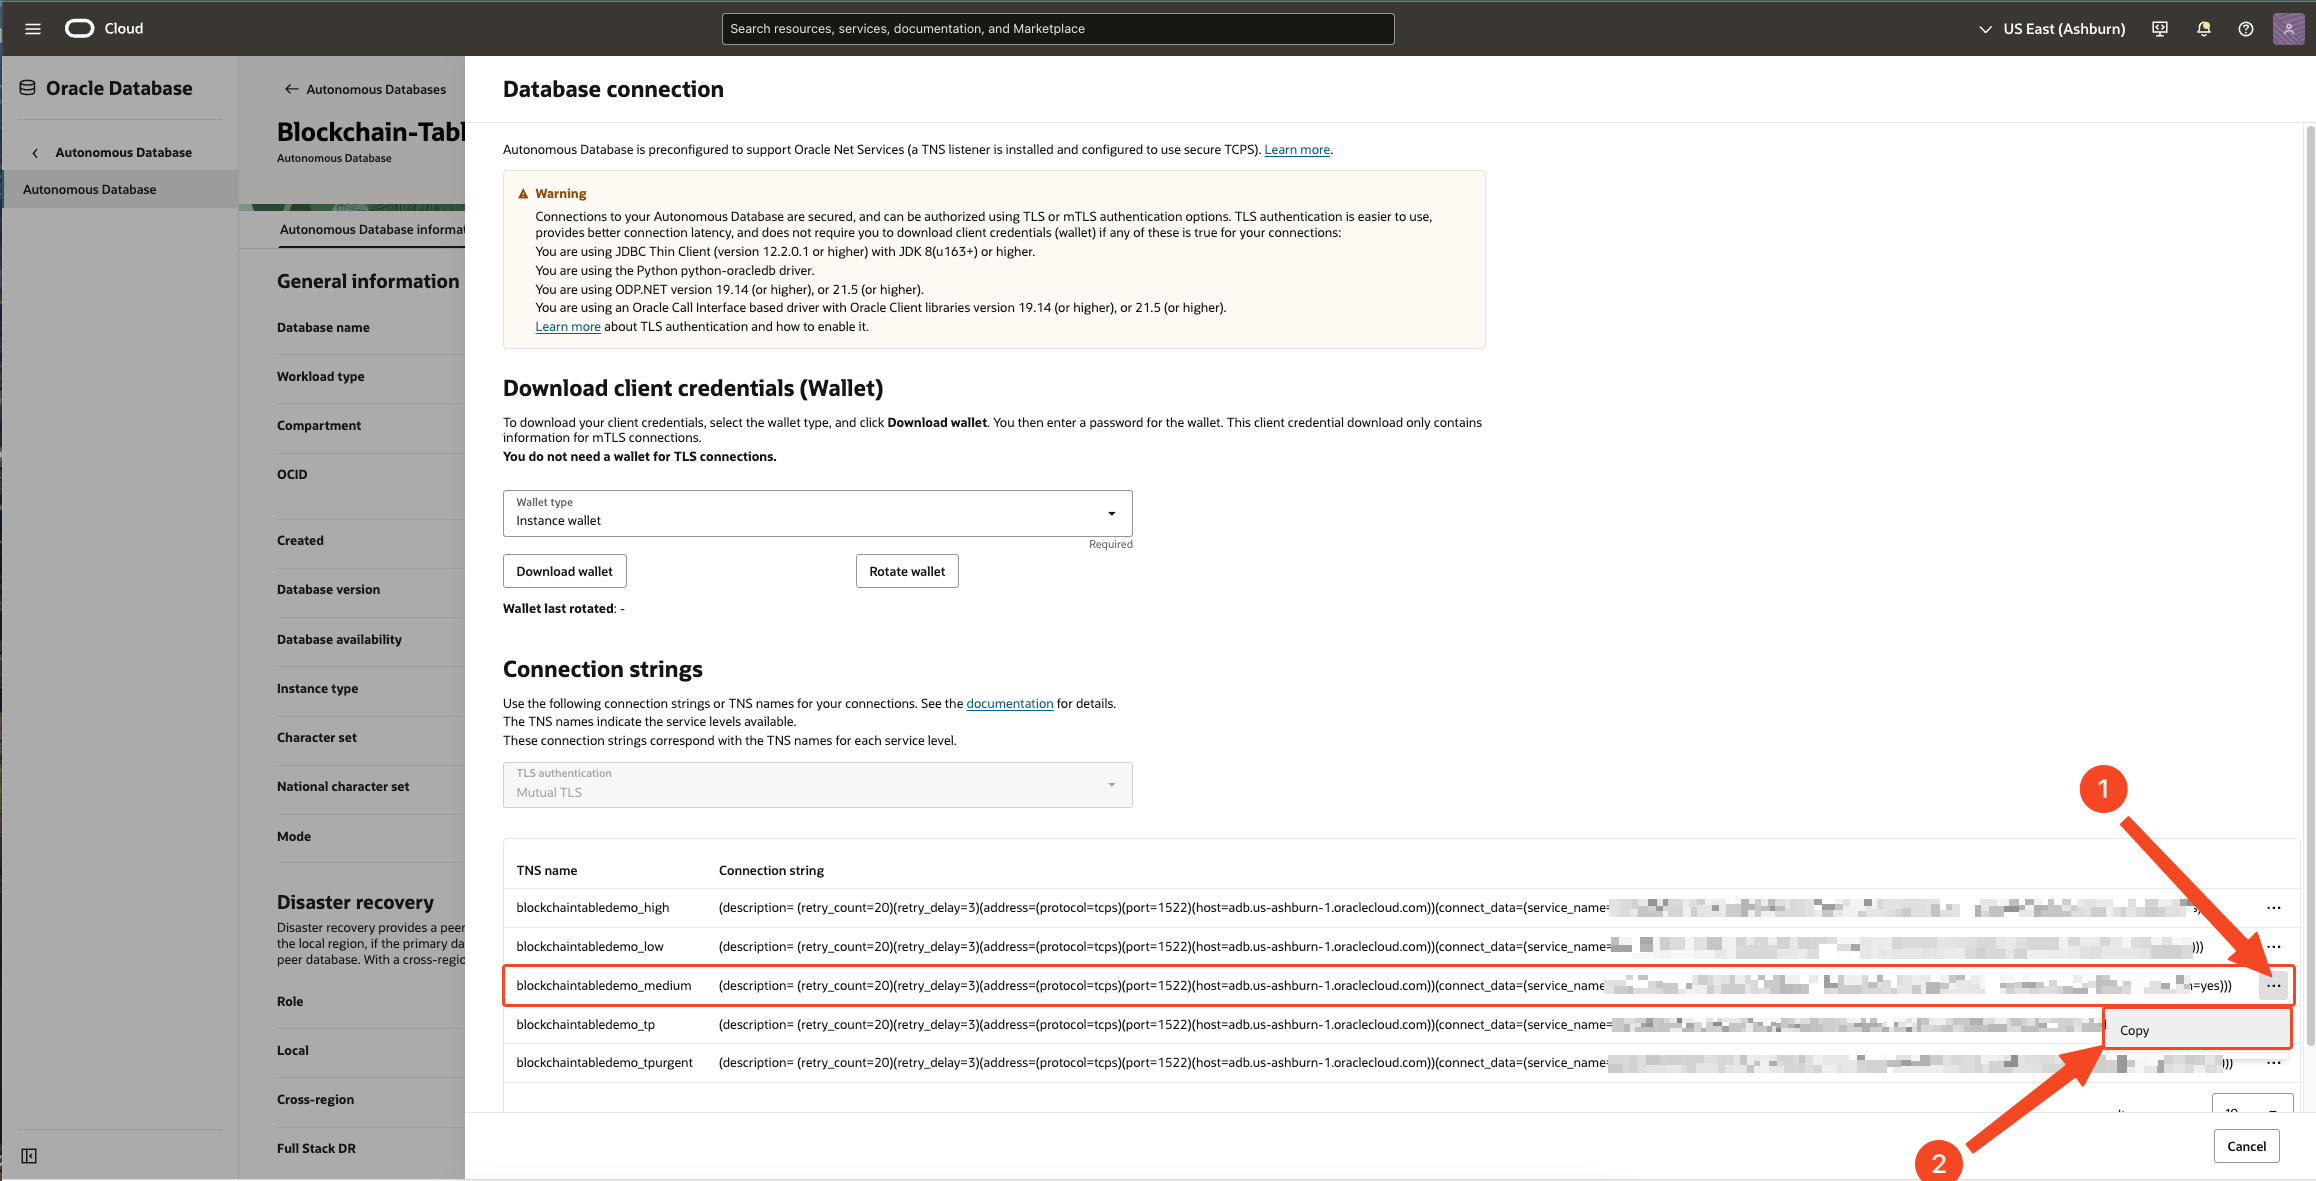 Cloud
Search resources, services, documentation, and Marketplace
US East (Ashburn)
Oracle Database
Autonomous Database
Autonomous Database
Autonomous Databases
Blockchain-Tabl
Autonomous Database
Autonomous Database informat
General information
Database name
Workload type
Compartment
OCID
Created
Database version
Database availability
Instance type
Character set
National character set
Mode
Disaster recovery
Disaster recovery provides a peer
the local region, if the primary da
peer database. With a cross-regio
Role
Local
Cross-region
Full Stack DR
Database connection
Autonomous Database is preconfigured to support Oracle Net Services (a TNS listener is installed and configured to use secure TCPS). Learn more.
Warning
Connections to your Autonomous Database are secured, and can be authorized using TLS or mTLS authentication options. TLS authentication is easier to use,
provides better connection latency, and does not require you to download client credentials (wallet) if any of these is true for your connections:
You are using JDBC Thin Client (version 12.2.0.1 or higher) with JDK 8(u163+) or higher.
You are using the Python python-oracledb driver.
You are using ODP.NET version 19.14 (or higher), or 21.5 (or higher).
You are using an Oracle Call Interface based driver with Oracle Client libraries version 19.14 (or higher), or 21.5 (or higher).
Learn more about TLS authentication and how to enable it.
Download client credentials (Wallet)
To download your client credentials, select the wallet type, and click Download wallet. You then enter a password for the wallet. This client credential download only contains
information for mTLS connections.
You do not need a wallet for TLS connections.
Wallet type
Instance wallet
Required
Download wallet
Rotate wallet
Wallet last rotated: -
Connection strings
Use the following connection strings or TNS names for your connections. See the documentation for details.
The TNS names indicate the service levels available.
These connection strings correspond with the TNS names for each service level.
TLS authentication
Mutual TLS
1
TNS name Connection string
blockchaintabledemo_high (description= (retry_count=20)(retry_delay=3)(address=(protocol=tcps)(port=1522)(host=adb.us-ashburn-1.oraclecloud.com))(connect_data=(service_name= ...
blockchaintabledemo_low (description= (retry_count=20)(retry_delay=3)(address=(protocol=tcps)(port=1522)(host=adb.us-ashburn-1.oraclecloud.com))(connect_data=(service_name= ))) ...
blockchaintabledemo_medium (description= (retry_count=20)(retry_delay=3)(address=(protocol=tcps)(port=1522)(host=adb.us-ashburn-1.oraclecloud.com))(connect_data=(service_name= =yes))) ...
blockchaintabledemo_tp (description= (retry_count=20)(retry_delay=3)(address=(protocol=tcps)(port=1522)(host=adb.us-ashburn-1.oraclecloud.com))(connect_data=(service_name=
Copy
blockchaintabledemo_tpurgent (description= (retry_count=20)(retry_delay=3)(address=(protocol=tcps)(port=1522)(host=adb.us-ashburn-1.oraclecloud.com))(connect_data=(service_name= ))) ...
2
Cancel